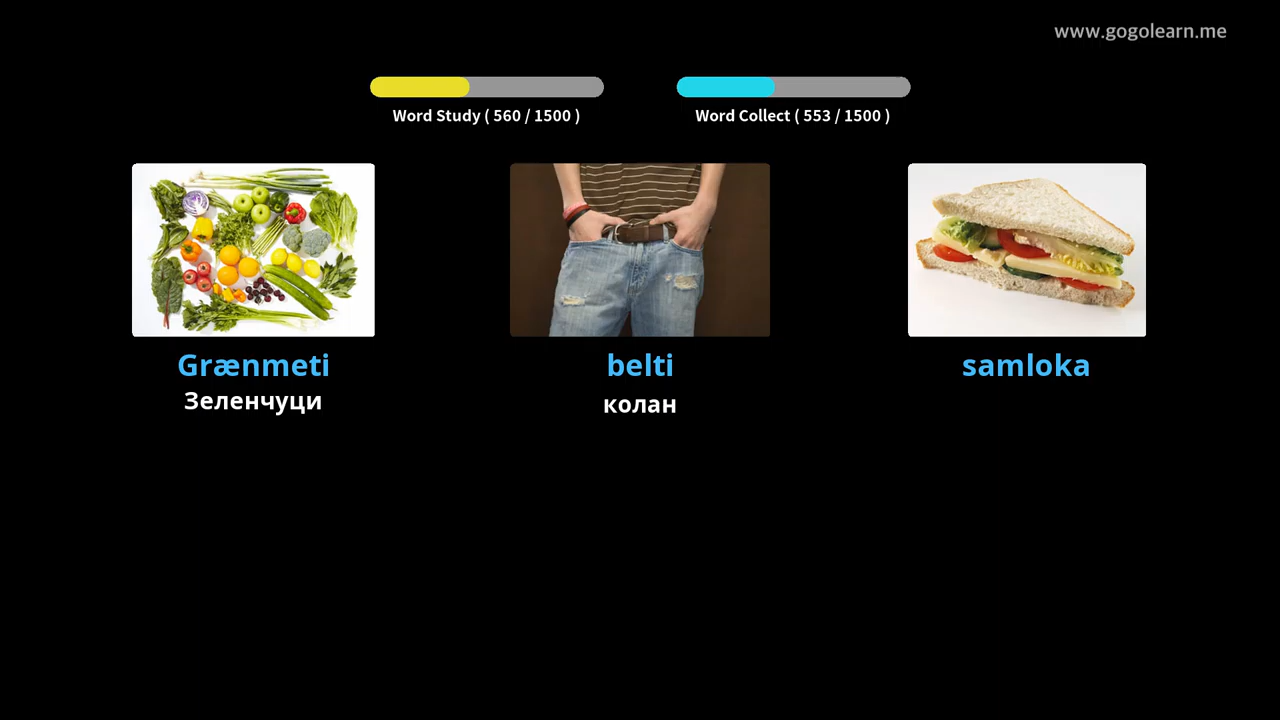 www.gogolearn.me
Word Study ( 560 / 1500 )
Word Collect ( 553 / 1500 )
Grænmeti
Зеленчуци
belti
колан
samloka